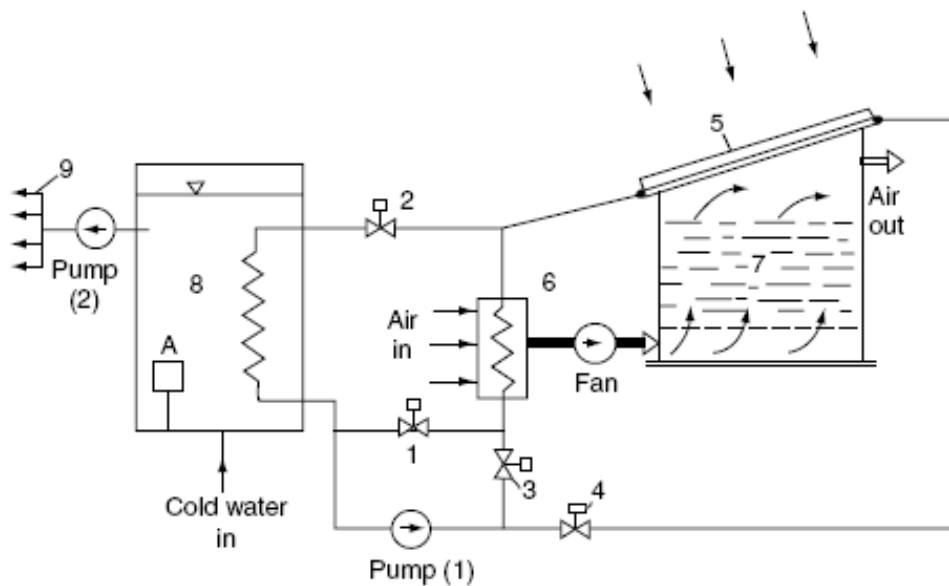 5
9
2
Air
out
Pump
(2)
8
6
7
Air
in
A
Fan
1
3
4
Cold water
in
Pump (1)